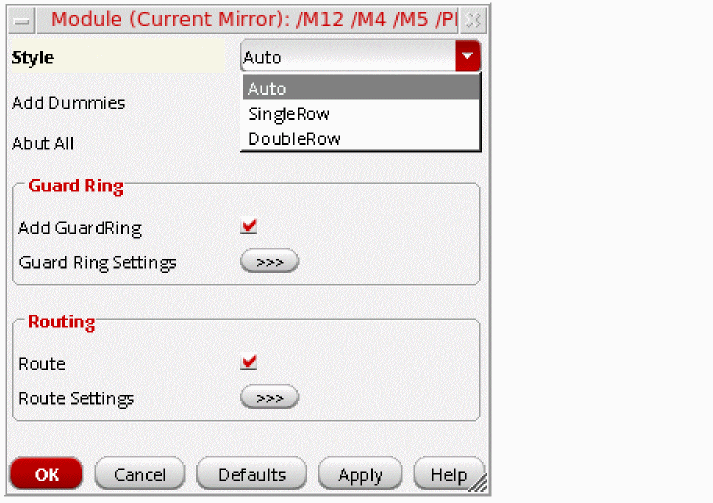 Module (Current Mirror): /M12 /M4 /M5 /Pl
Style
Auto
Auto
SingleRow
DoubleRow
Add Dummies
Abut All
Guard Ring
Add GuardRing
Guard Ring Settings >>>
Routing
Route
Route Settings >>>
OK Cancel Defaults Apply Help